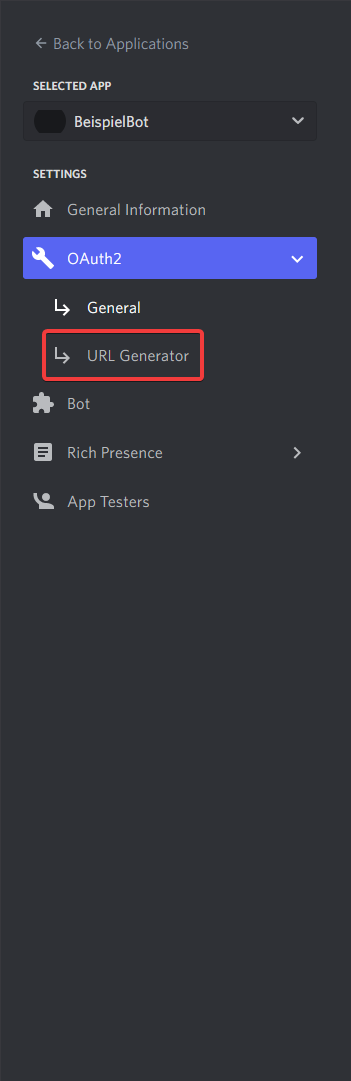 Back to Applications
SELECTED APP
BeispielBot
SETTINGS
General Information
OAuth2
General
URL Generator
Bot
Rich Presence
App Testers